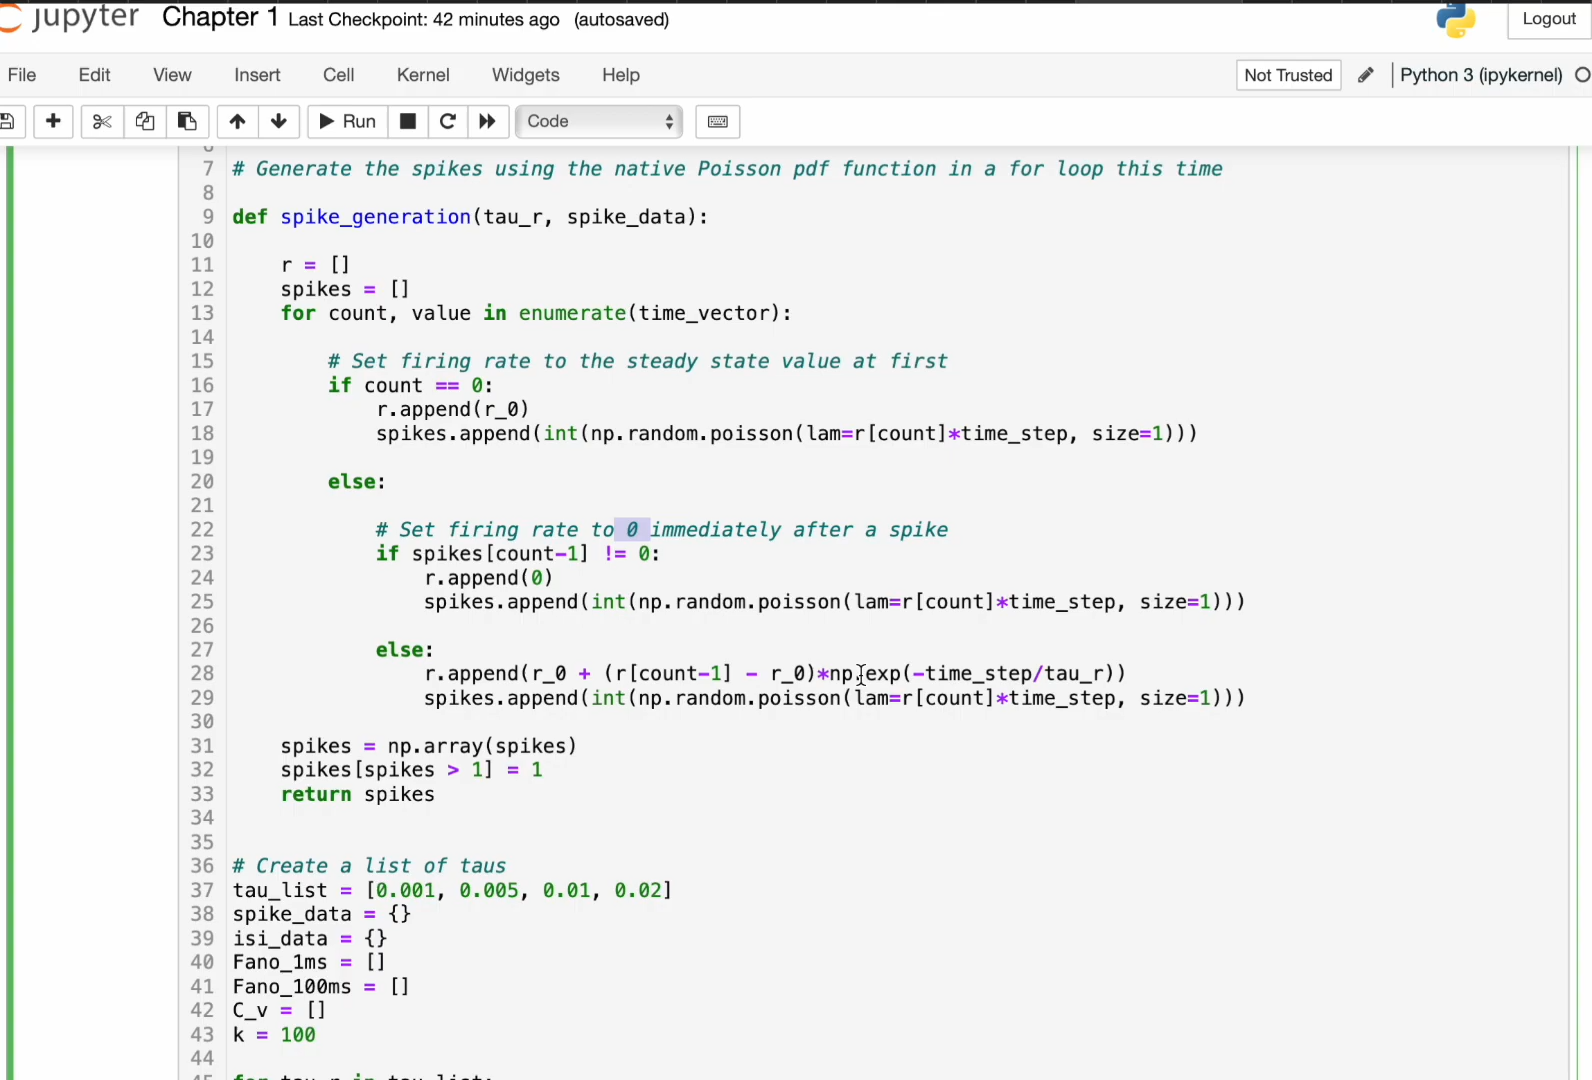 jupyter Chapter 1 Last Checkpoint: 42 minutes ago (autosaved) Logout
File Edit View Insert Cell Kernel Widgets Help Not Trusted Python 3 (ipykernel)
Run Code
7 # Generate the spikes using the native Poisson pdf function in a for loop this time
8
9 def spike_generation(tau_r, spike_data):
10
11 r = []
12 spikes = []
13 for count, value in enumerate(time_vector):
14
15 # Set firing rate to the steady state value at first
16 if count == 0:
17 r.append(r_0)
18 spikes.append(int(np.random.poisson(lam=r[count]*time_step, size=1)))
19
20 else:
21
22 # Set firing rate to 0 immediately after a spike
23 if spikes[count-1] != 0:
24 r.append(0)
25 spikes.append(int(np.random.poisson(lam=r[count]*time_step, size=1)))
26
27 else:
28 r.append(r_0 + (r[count-1] - r_0)*np.exp(-time_step/tau_r))
29 spikes.append(int(np.random.poisson(lam=r[count]*time_step, size=1)))
30
31 spikes = np.array(spikes)
32 spikes[spikes > 1] = 1
33 return spikes
34
35
36 # Create a list of taus
37 tau_list = [0.001, 0.005, 0.01, 0.02]
38 spike_data = {}
39 isi_data = {}
40 Fano_1ms = []
41 Fano_100ms = []
42 C_v = []
43 k = 100
44
45 for tau_r in tau_list: